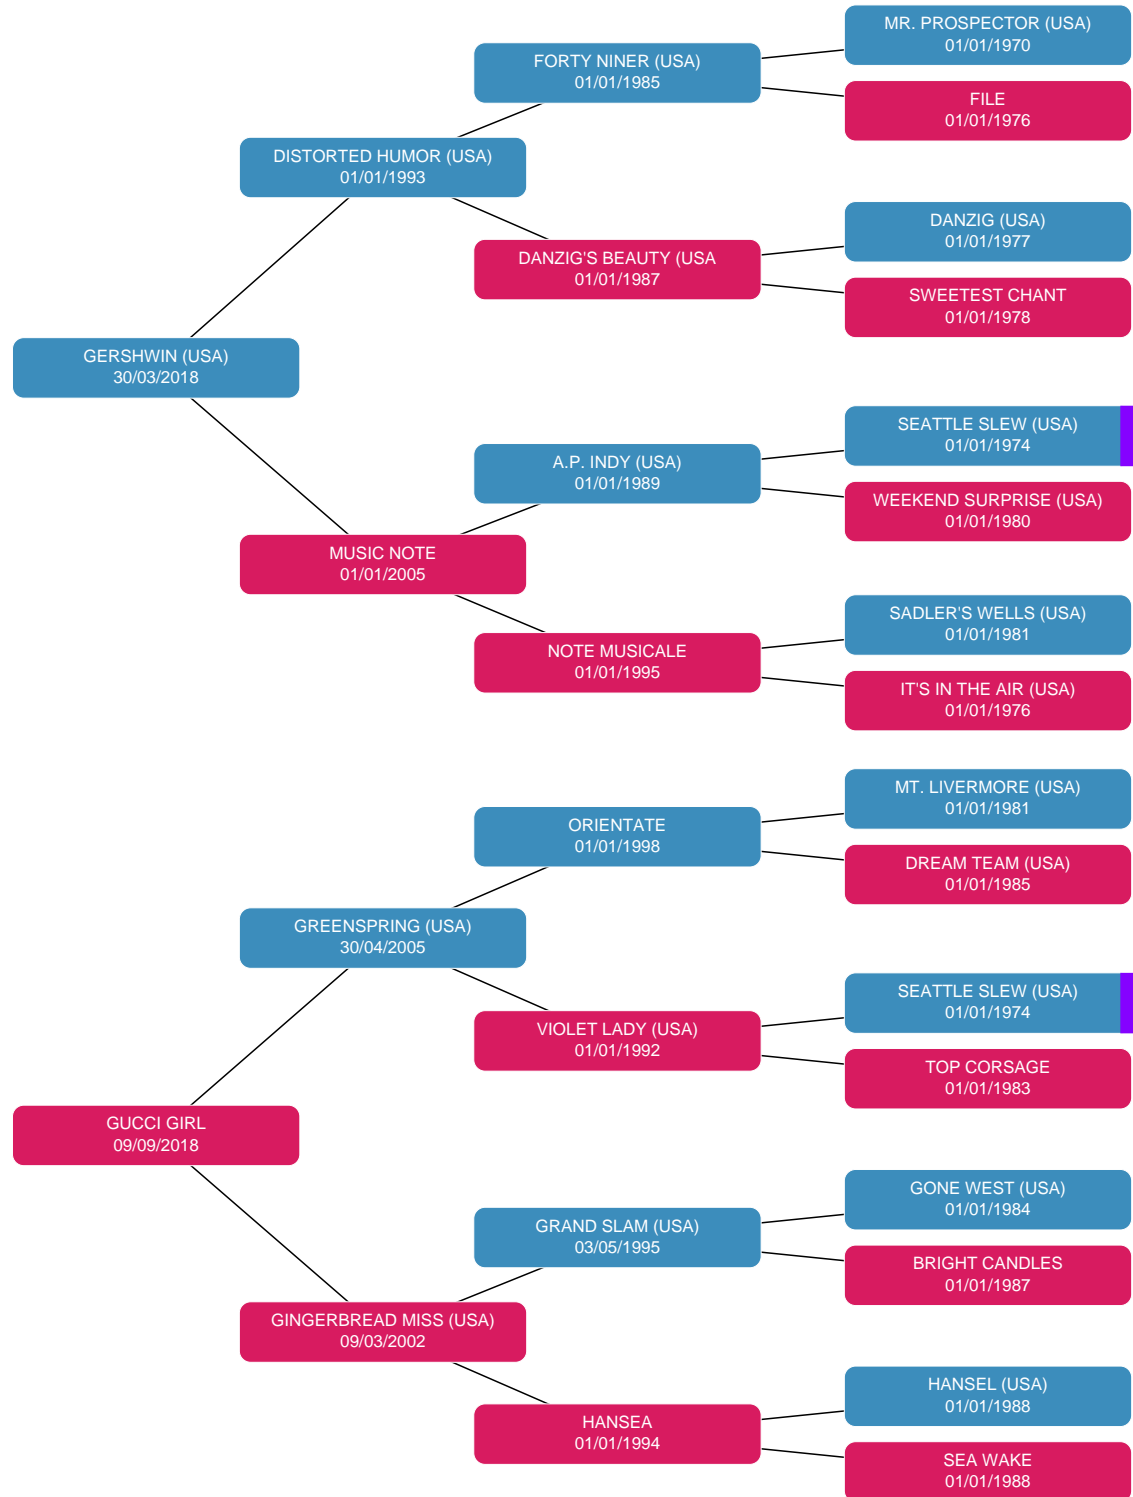 MR. PROSPECTOR (USA)
01/01/1970
FORTY NINER (USA)
01/01/1985
FILE
01/01/1976
DISTORTED HUMOR (USA)
01/01/1993
DANZIG (USA)
01/01/1977
DANZIG'S BEAUTY (USA
01/01/1987
SWEETEST CHANT
01/01/1978
GERSHWIN (USA)
30/03/2018
SEATTLE SLEW (USA)
01/01/1974
A.P. INDY (USA)
01/01/1989
WEEKEND SURPRISE (USA)
01/01/1980
MUSIC NOTE
01/01/2005
SADLER'S WELLS (USA)
01/01/1981
NOTE MUSICALE
01/01/1995
IT'S IN THE AIR (USA)
01/01/1976
MT. LIVERMORE (USA)
01/01/1981
ORIENTATE
01/01/1998
DREAM TEAM (USA)
01/01/1985
GREENSPRING (USA)
30/04/2005
SEATTLE SLEW (USA)
01/01/1974
VIOLET LADY (USA)
01/01/1992
TOP CORSAGE
01/01/1983
GUCCI GIRL
09/09/2018
GONE WEST (USA)
01/01/1984
GRAND SLAM (USA)
03/05/1995
BRIGHT CANDLES
01/01/1987
GINGERBREAD MISS (USA)
09/03/2002
HANSEL (USA)
01/01/1988
HANSEA
01/01/1994
SEA WAKE
01/01/1988